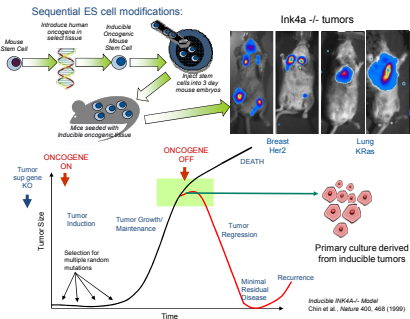 Sequential ES cell modifications:
Mouse
Stem Cell
Introduce human
oncogene in
select tissue
Inducible
Oncogenic
Mouse
Stem Cell
Inject stem
cells into 3 day
mouse embryos
Mice seeded with
Inducible oncogenic tissue
Ink4a -/- tumors
Breast
Her2
Lung
KRas
Tumor
sup gene
KO
ONCOGENE
ON
ONCOGENE
OFF
DEATH
Tumor Size
Tumor
Induction
Tumor Growth/
Maintenance
Tumor
Regression
Selection for
multiple random
mutations
Minimal
Residual
Disease
Recurrence
Time
Primary culture derived
from inducible tumors
Inducible INK4A-/- Model
Chin et al., Nature 400, 468 (1999)